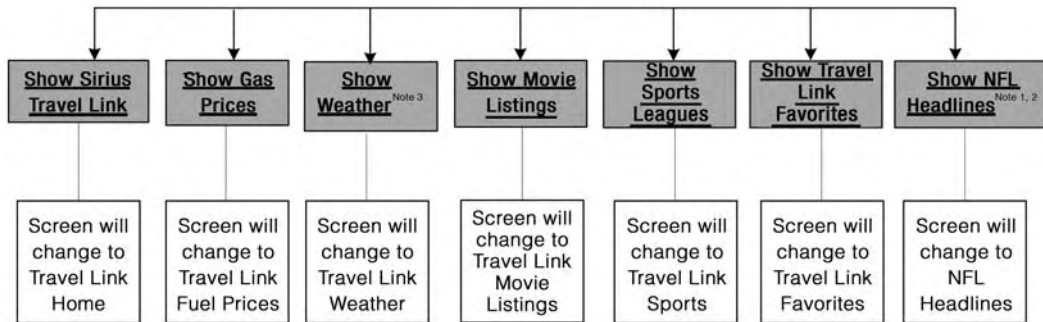 Show Sirius
Travel Link
Show Gas
Prices
Show
Weather Note 3
Show Movie
Listings
Show
Sports
Leagues
Show Travel
Link
Favorites
Show NFL
Headlines Note 1, 2
Screen will
change to
Travel Link
Home
Screen will
change to
Travel Link
Fuel Prices
Screen will
change to
Travel Link
Weather
Screen will
change to
Travel Link
Movie
Listings
Screen will
change to
Travel Link
Sports
Screen will
change to
Travel Link
Favorites
Screen will
change to
NFL
Headlines